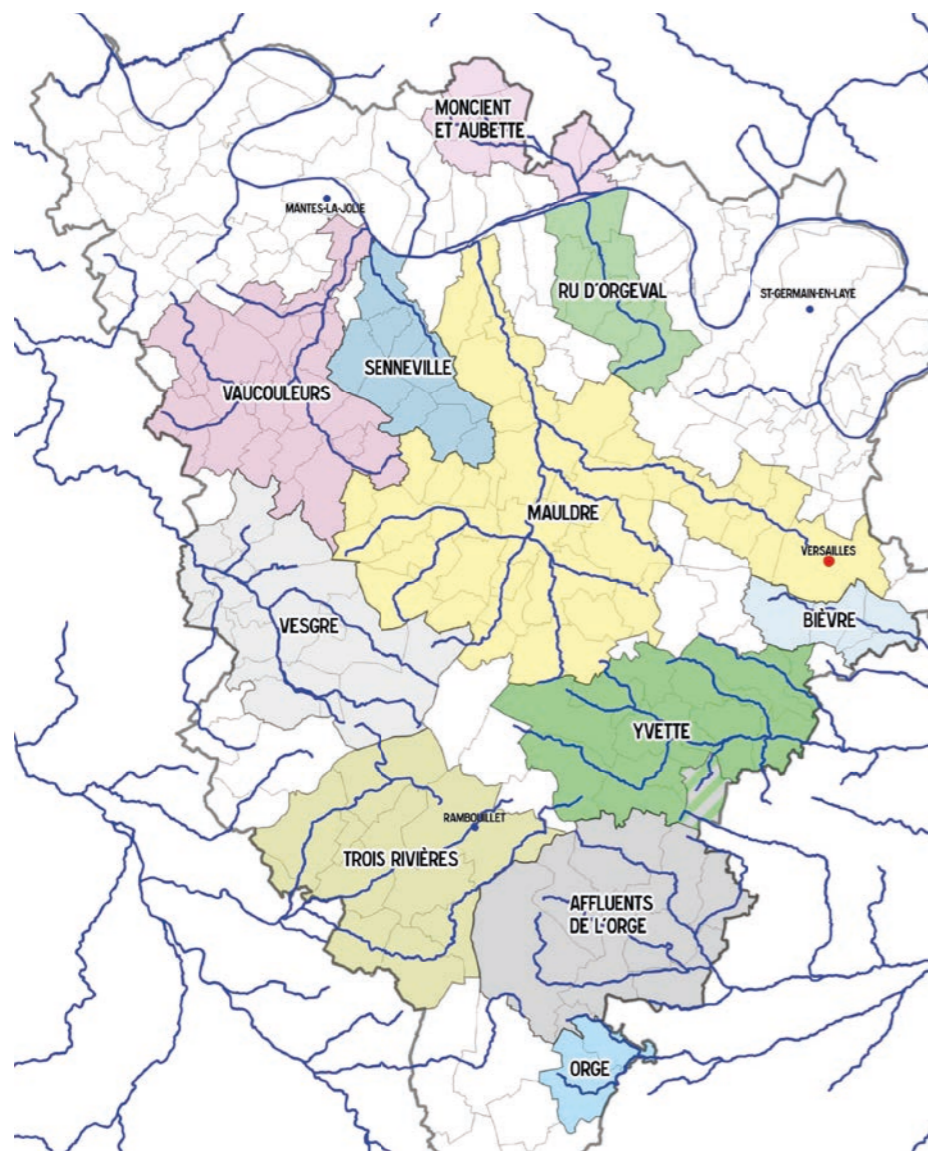 MONCIENT
ET AUBETTE
MANTES-LA-JOLIE
RU D'ORGEVAL
ST-GERMAIN-EN-LAYE
SENNEVILLE
VAUCOULEURS
MAULDRE
VERSAILLES
BIÈVRE
VESGRE
YVETTE
RAMBOUILLET
TROIS RIVIÈRES
AFFLUENTS
DE L'ORGE
ORGE